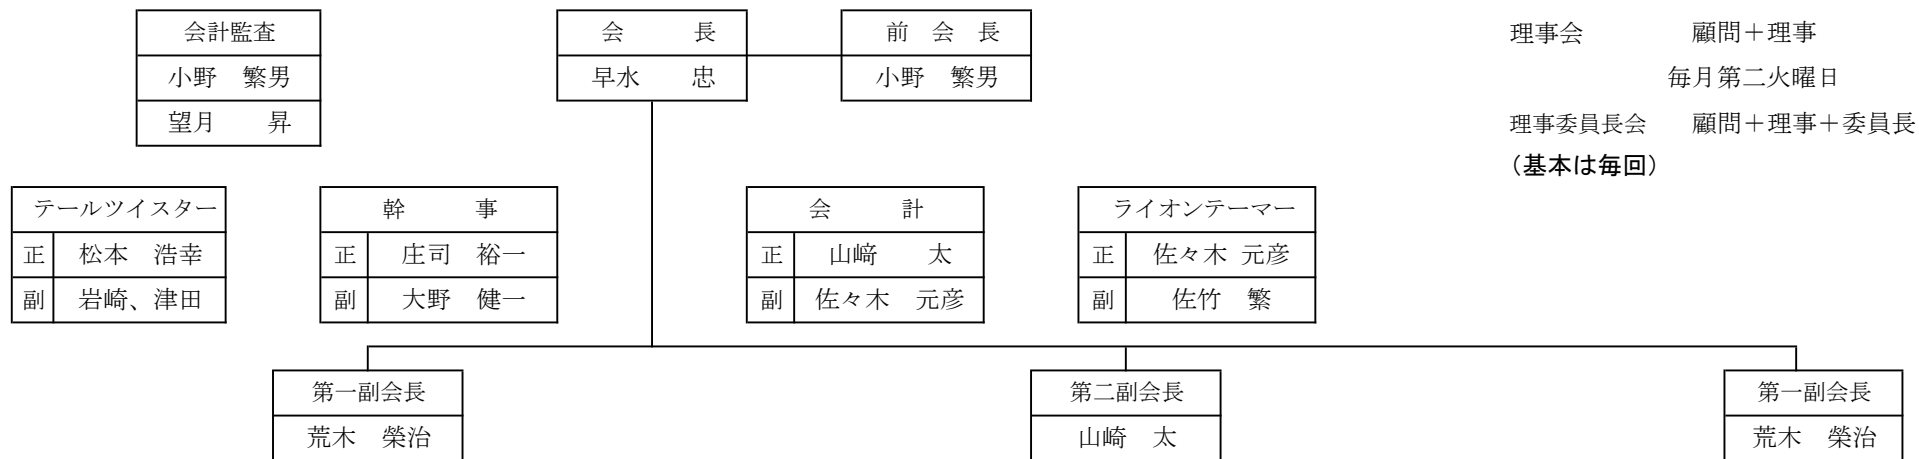 会計監査　会　長　前　会　長　理事会　顧問＋理事
小野　繁男　早水　忠　小野　繁男　毎月第二火曜日
望月　昇　理事委員長会　顧問＋理事＋委員長
（基本は毎回）
テールツイスター　幹　事　会　計　ライオンテーマー
正　松本　浩幸　正　庄司　裕一　正　山﨑　太　正　佐々木 元彦
副　岩崎、津田　副　大野　健一　副　佐々木　元彦　副　佐竹　繁
第一副会長　第二副会長　第一副会長
荒木　榮治　山崎　太　荒木　榮治